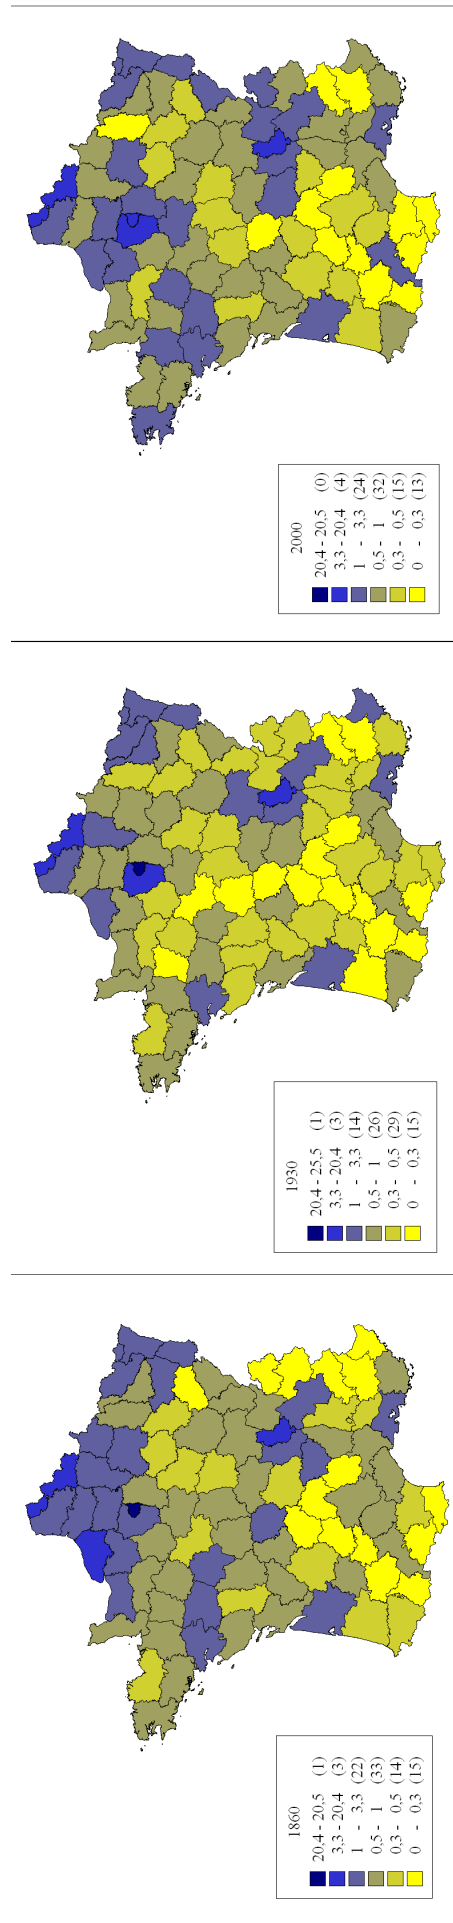 1860
20,4 - 20,5 (1)
3,3 - 20,4 (3)
1 - 3,3 (22)
0,5 - 1 (33)
0,3 - 0,5 (14)
0 - 0,3 (15)
1930
20,4 - 25,5 (1)
3,3 - 20,4 (3)
1 - 3,3 (14)
0,5 - 1 (26)
0,3 - 0,5 (29)
0 - 0,3 (15)
2000
20,4 - 20,5 (0)
3,3 - 20,4 (4)
1 - 3,3 (24)
0,5 - 1 (32)
0,3 - 0,5 (15)
0 - 0,3 (13)